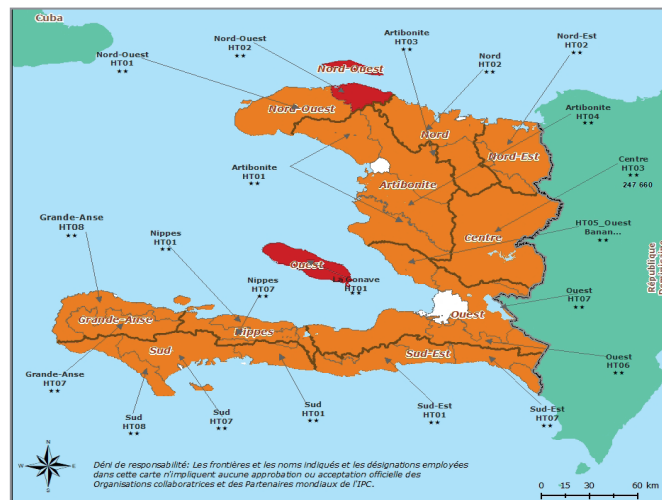 Cuba
Nord-Ouest
HT02
★★
Artibonite
HT03
★★
Nord-Ouest
HT01
★★
Nord
HT02
★★
Nord-Est
HT02
★★
Nord-Ouest
Nord-Ouest
Nord
Nord-Est
Artibonite
HT04
★★
Artibonite
HT01
★★
Artibonite
Centre
HT03
★★
247 660
Centre
HT05_Ouest
Banan...
★★
Grande-Anse
HT08
★★
Nippes
HT01
★★
Nippes
HT07
★★
Ouest
La Gonave
HT01
★★
Ouest
HT07
★★
République
Grande-Anse
Nippes
Ouest
Sud
Sud-Est
Grande-Anse
HT07
★★
Sud
HT08
★★
Sud
HT07
★★
Sud
HT01
★★
Sud-Est
HT01
★★
Sud-Est
HT07
★★
Ouest
HT06
★★
N
W E
S
Déni de responsabilité: Les frontières et les noms indiqués et les désignations employées
dans cette carte n'impliquent aucune approbation ou acceptation officielle des
Organisations collaboratrices et des Partenaires mondiaux de l'IPC.
0 15 30 60 km